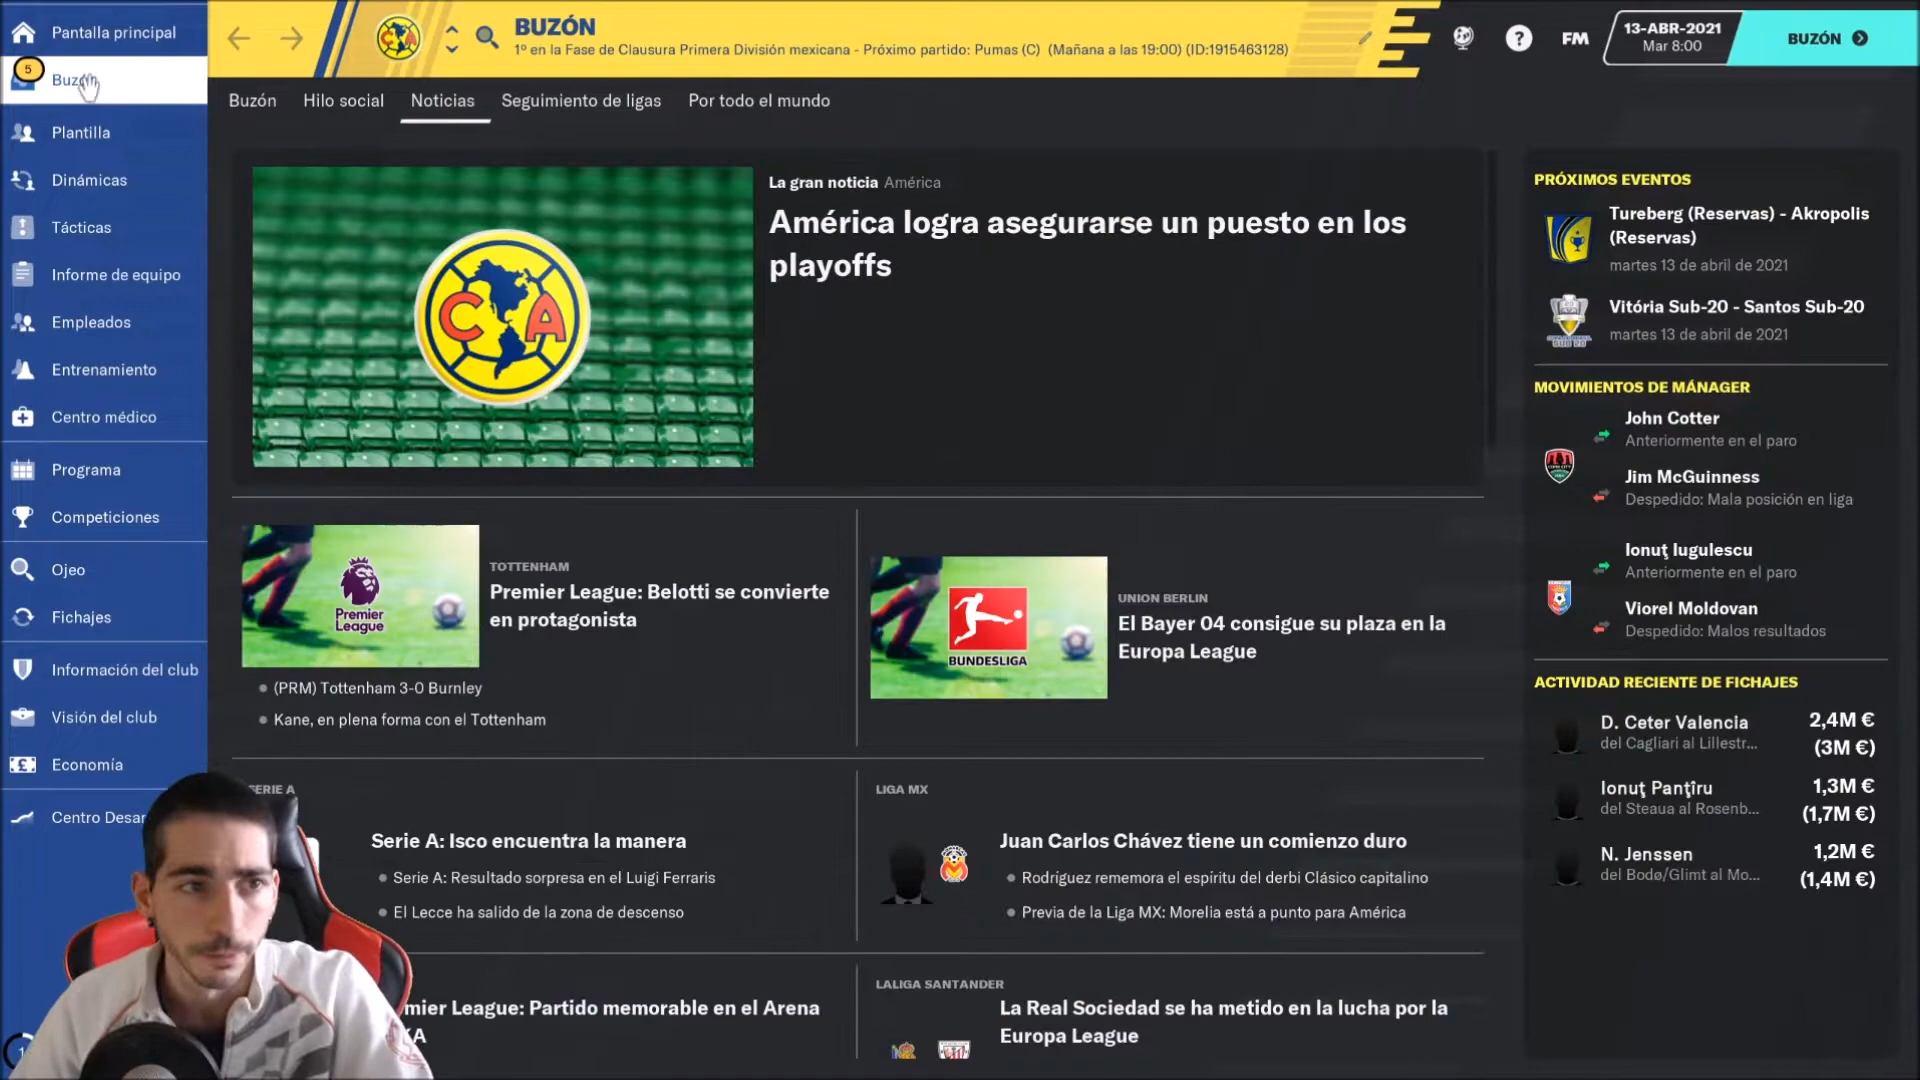 Pantalla principal
5
Buzón
Plantilla
Dinámicas
Tácticas
Informe de equipo
Empleados
Entrenamiento
Centro médico
Programa
Competiciones
Ojeo
Fichajes
Información del club
Visión del club
Economía
Centro Desar
BUZÓN
1º en la Fase de Clausura Primera División mexicana - Próximo partido: Pumas (C) (Mañana a las 19:00) (ID:1915463128)
?
FM
13-ABR-2021
Mar 8:00
BUZÓN
Buzón Hilo social Noticias Seguimiento de ligas Por todo el mundo
CA
La gran noticia América
América logra asegurarse un puesto en los
playoffs
Premier
League
TOTTENHAM
Premier League: Belotti se convierte
en protagonista
(PRM) Tottenham 3-0 Burnley
Kane, en plena forma con el Tottenham
BUNDESLIGA
UNION BERLIN
El Bayer 04 consigue su plaza en la
Europa League
SERIE A
Serie A: Isco encuentra la manera
Serie A: Resultado sorpresa en el Luigi Ferraris
El Lecce ha salido de la zona de descenso
LIGA MX
Juan Carlos Chávez tiene un comienzo duro
Rodríguez rememora el espíritu del derbi Clásico capitalino
Previa de la Liga MX: Morelia está a punto para América
mier League: Partido memorable en el Arena
KA
LALIGA SANTANDER
La Real Sociedad se ha metido en la lucha por la
Europa League
PRÓXIMOS EVENTOS
Tureberg (Reservas) - Akropolis
(Reservas)
martes 13 de abril de 2021
Vitória Sub-20 - Santos Sub-20
martes 13 de abril de 2021
MOVIMIENTOS DE MÁNAGER
John Cotter
Anteriormente en el paro
Jim McGuinness
Despedido: Mala posición en liga
Ionuţ Iugulescu
Anteriormente en el paro
Viorel Moldovan
Despedido: Malos resultados
ACTIVIDAD RECIENTE DE FICHAJES
D. Ceter Valencia 2,4M €
del Cagliari al Lillestr... (3M €)
Ionuţ Panţîru 1,3M €
del Steaua al Rosenb... (1,7M €)
N. Jenssen 1,2M €
del Bodø/Glimt al Mo... (1,4M €)